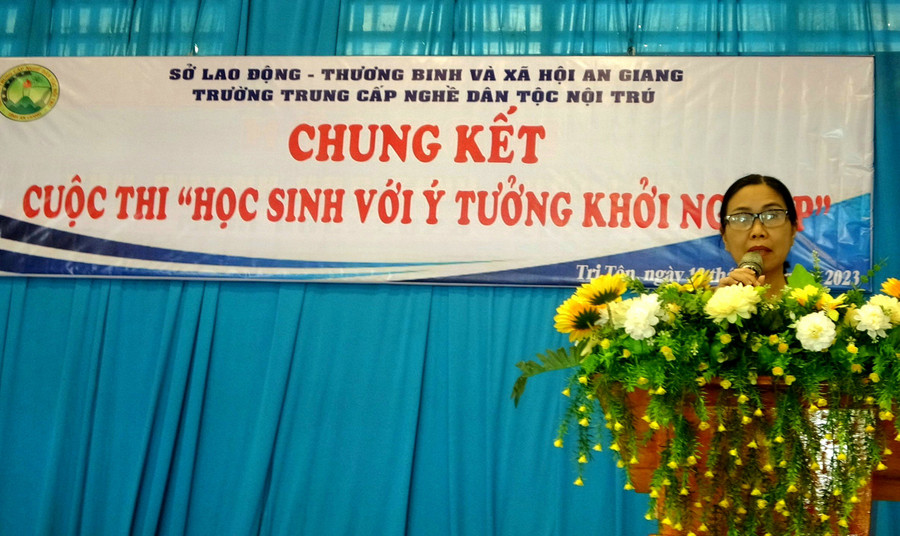 SỞ LAO ĐỘNG - THƯƠNG BINH VÀ XÃ HỘI AN GIANG
TRƯỜNG TRUNG CẤP NGHỀ DÂN TỘC NỘI TRÚ
CHUNG KẾT
CUỘC THI “HỌC SINH VỚI Ý TƯỞNG KHỞI
Tri Tôn, ngày 2023